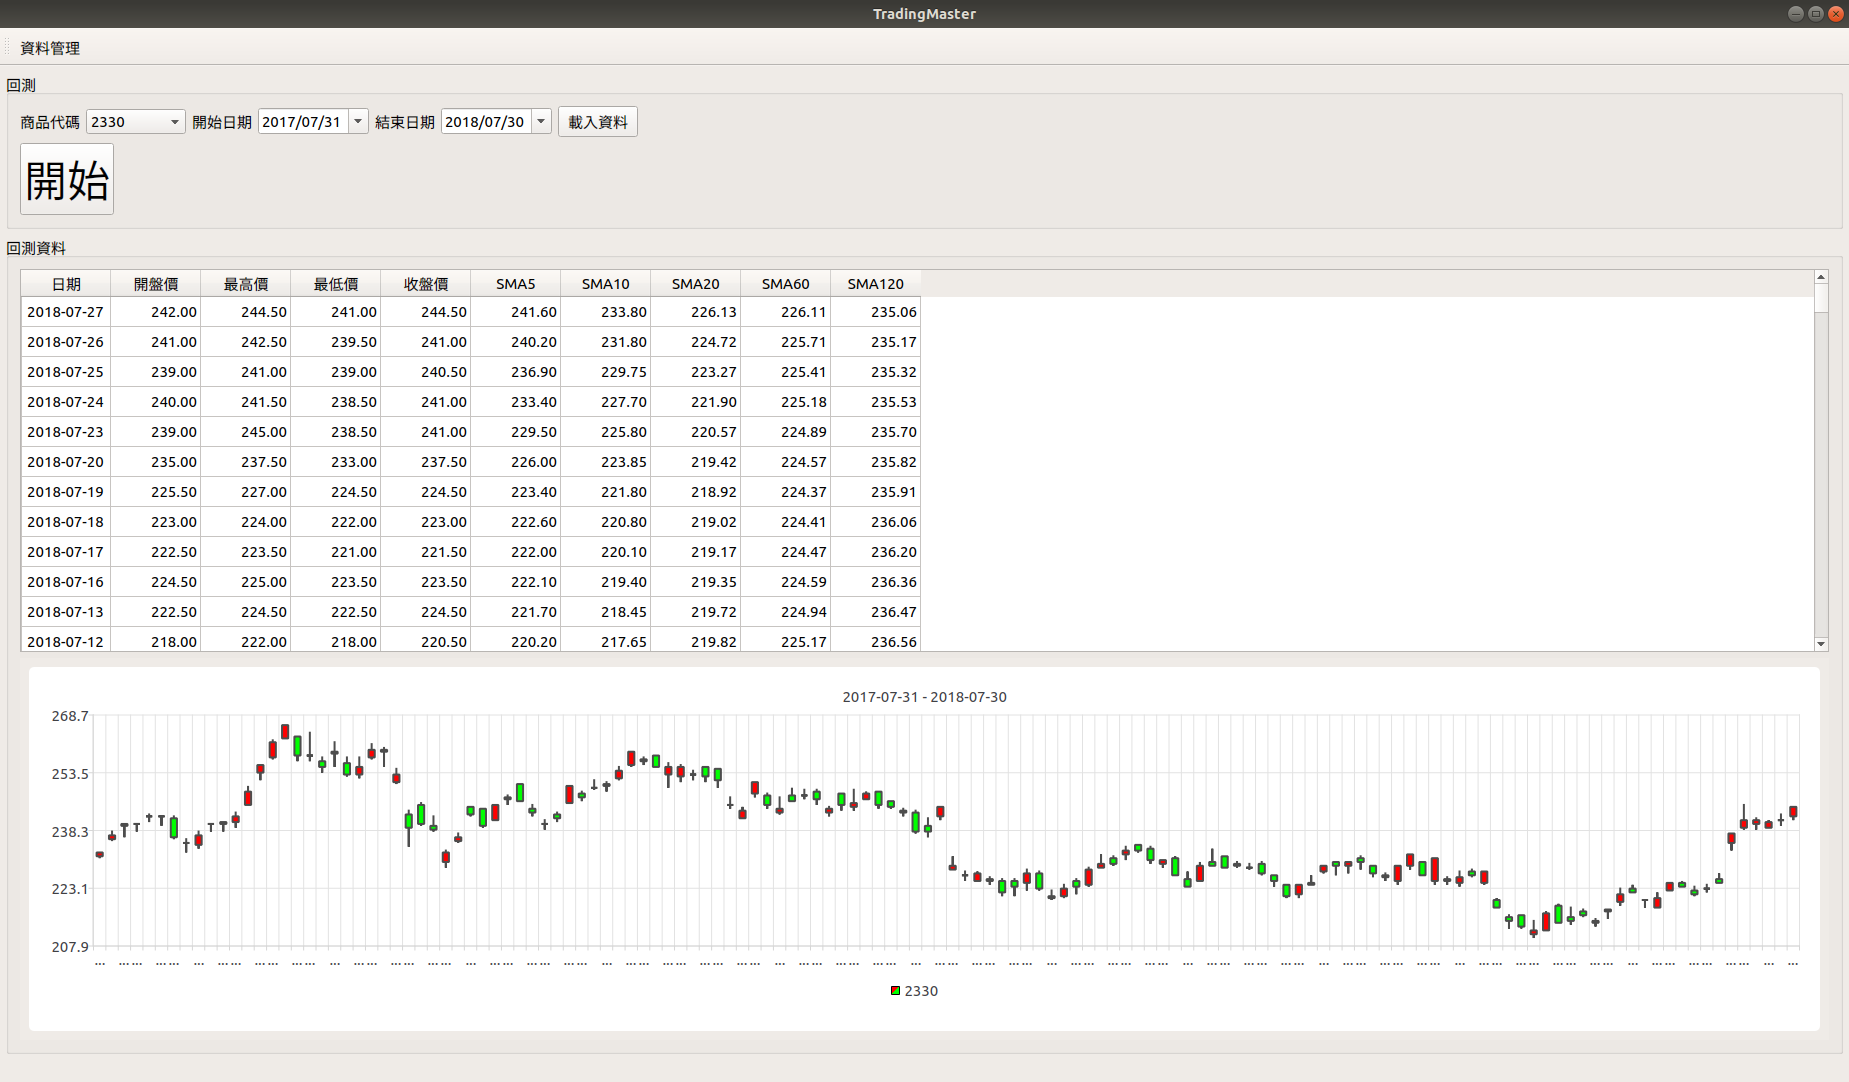 TradingMaster
資料管理
回測
商品代碼 2330 開始日期 2017/07/31 結束日期 2018/07/30 載入資料
開始
回測資料
日期 開盤價 最高價 最低價 收盤價 SMA5 SMA10 SMA20 SMA60 SMA120
2018-07-27 242.00 244.50 241.00 244.50 241.60 233.80 226.13 226.11 235.06
2018-07-26 241.00 242.50 239.50 241.00 240.20 231.80 224.72 225.71 235.17
2018-07-25 239.00 241.00 239.00 240.50 236.90 229.75 223.27 225.41 235.32
2018-07-24 240.00 241.50 238.50 241.00 233.40 227.70 221.90 225.18 235.53
2018-07-23 239.00 245.00 238.50 241.00 229.50 225.80 220.57 224.89 235.70
2018-07-20 235.00 237.50 233.00 237.50 226.00 223.85 219.42 224.57 235.82
2018-07-19 225.50 227.00 224.50 224.50 223.40 221.80 218.92 224.37 235.91
2018-07-18 223.00 224.00 222.00 223.00 222.60 220.80 219.02 224.41 236.06
2018-07-17 222.50 223.50 221.00 221.50 222.00 220.10 219.17 224.47 236.20
2018-07-16 224.50 225.00 223.50 223.50 222.10 219.40 219.35 224.59 236.36
2018-07-13 222.50 224.50 222.50 224.50 221.70 218.45 219.72 224.94 236.47
2018-07-12 218.00 222.00 218.00 220.50 220.20 217.65 219.82 225.17 236.56
2017-07-31 - 2018-07-30
268.7
253.5
238.3
223.1
207.9
2330